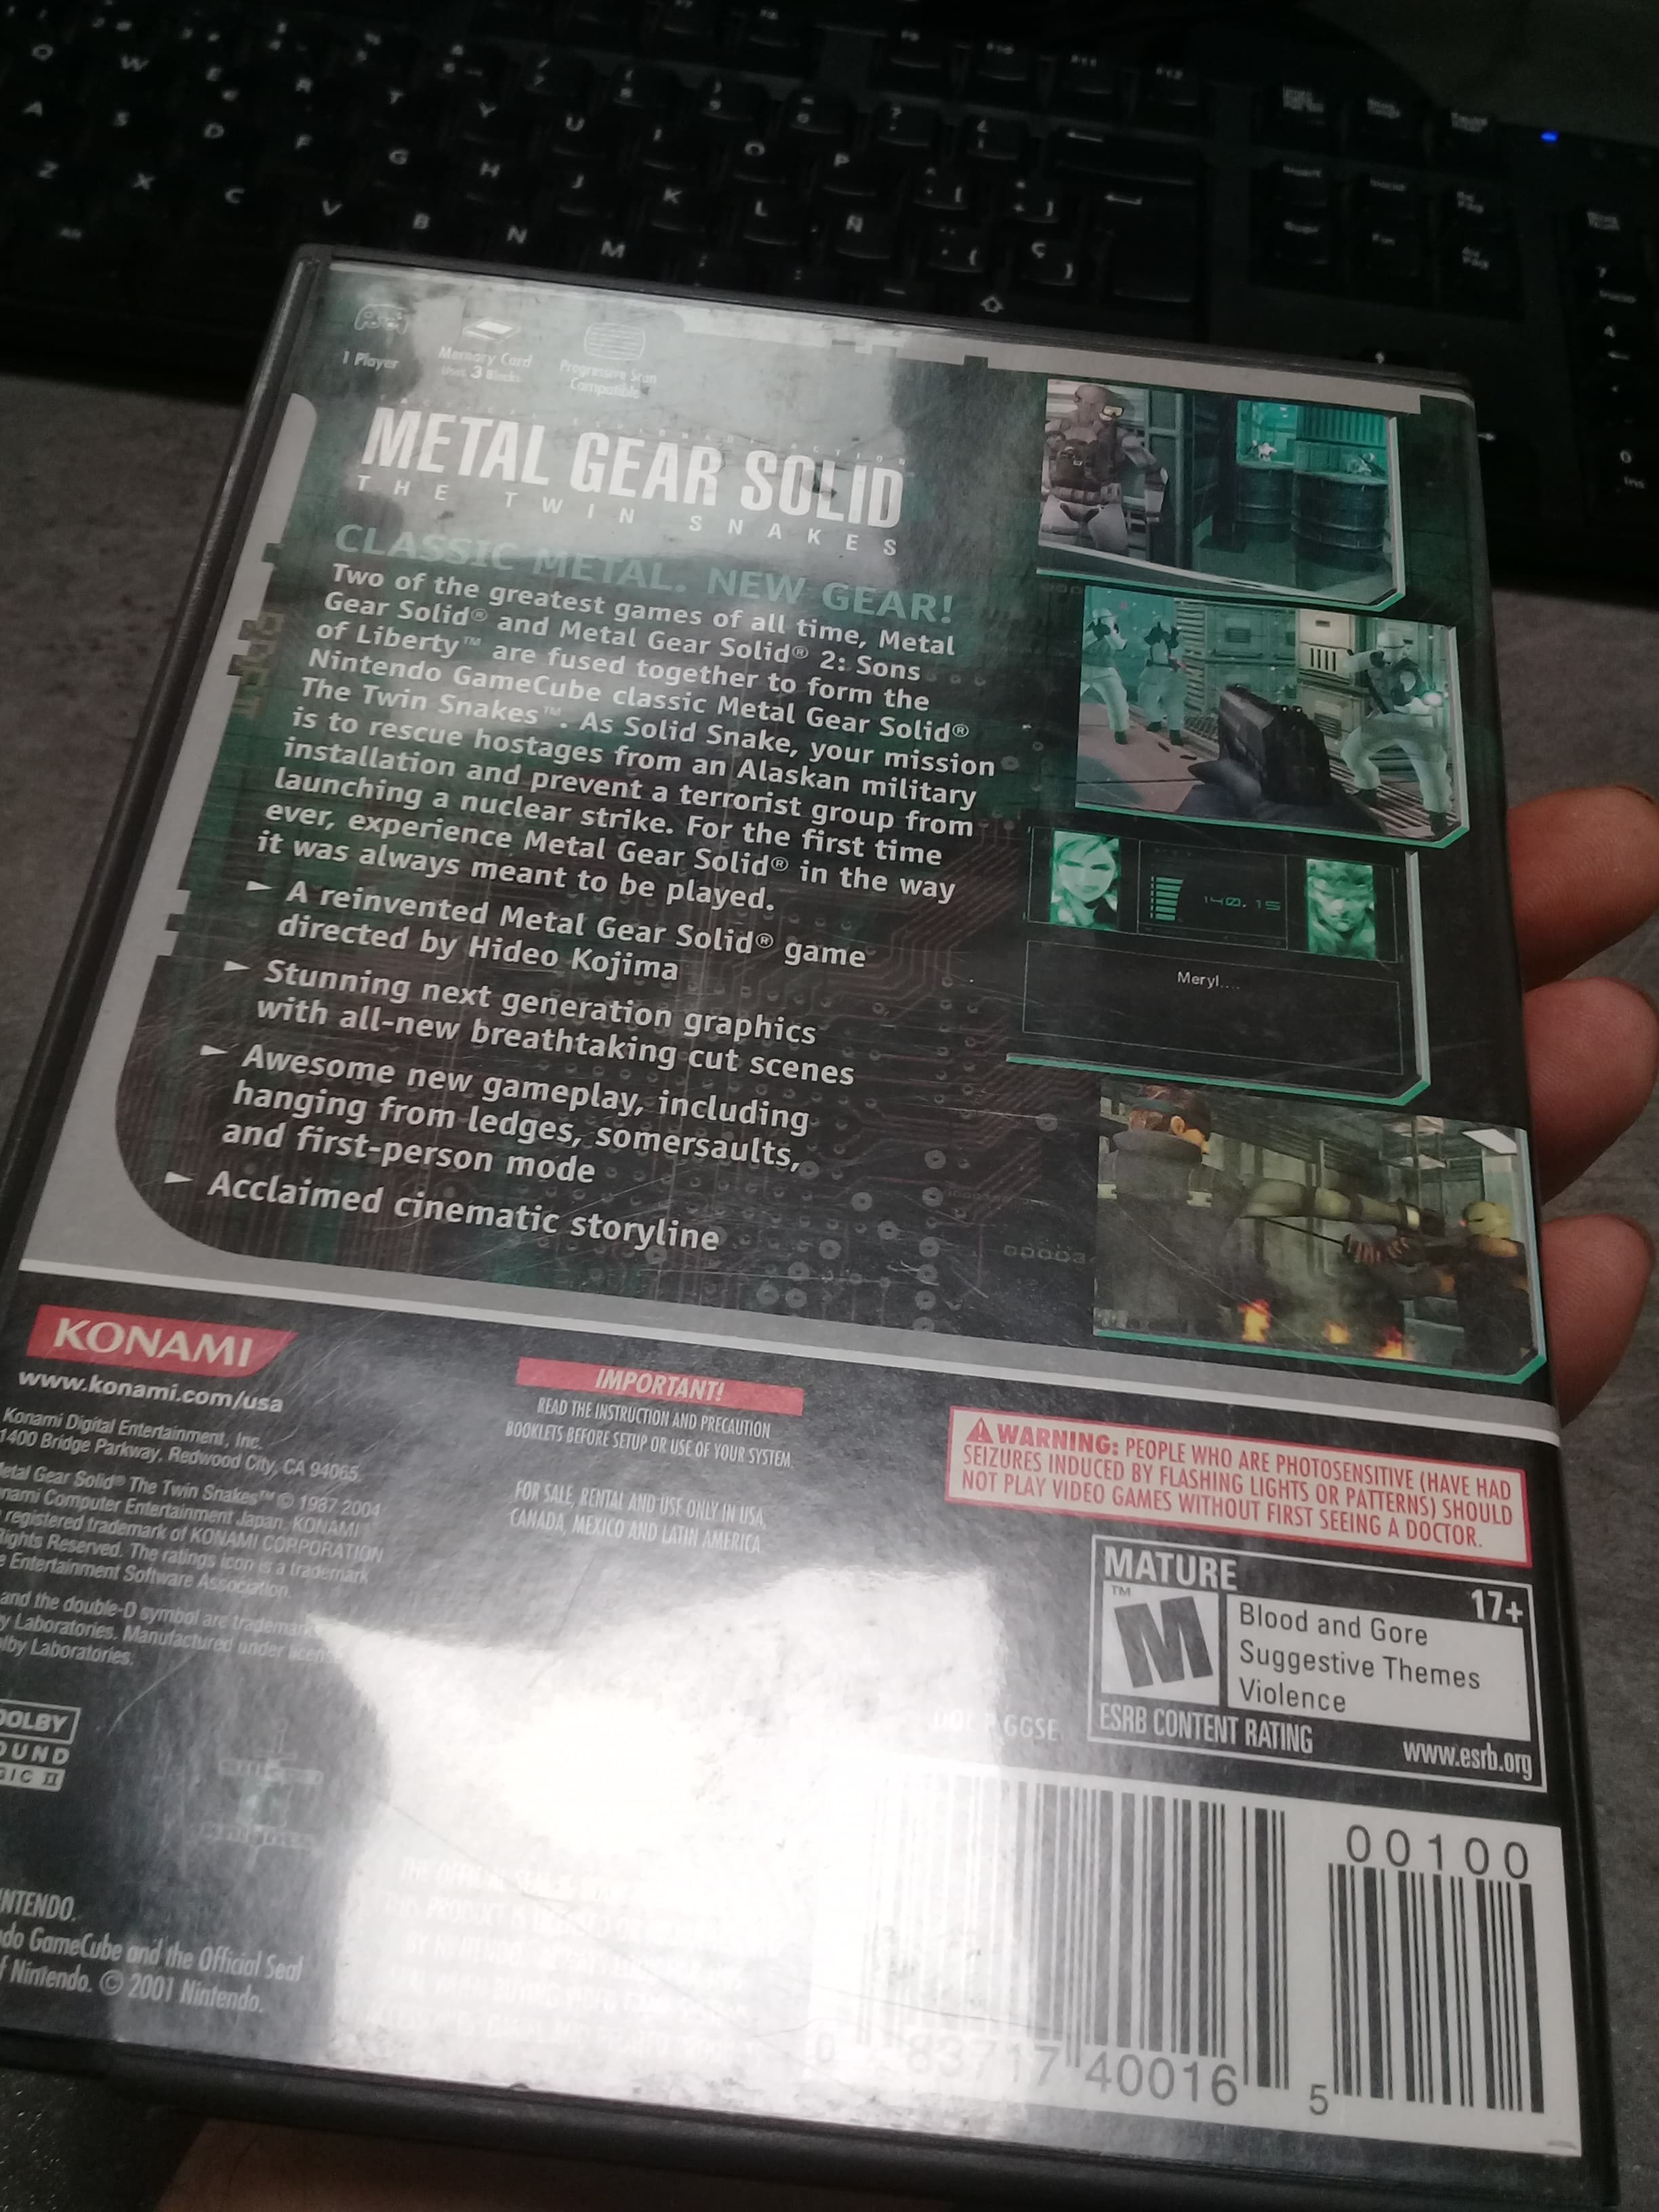 1 Player
Memory Card
Uses 3 Blocks
Progressive Scan
Compatible
METAL GEAR SOLID
THE TWIN SNAKES
CLASSIC METAL. NEW GEAR!
Two of the greatest games of all time, Metal
Gear Solid® and Metal Gear Solid® 2: Sons
of Liberty™ are fused together to form the
Nintendo GameCube classic Metal Gear Solid®
The Twin Snakes™. As Solid Snake, your mission
is to rescue hostages from an Alaskan military
installation and prevent a terrorist group from
launching a nuclear strike. For the first time
ever, experience Metal Gear Solid® in the way
it was always meant to be played.
► A reinvented Metal Gear Solid® game
directed by Hideo Kojima
► Stunning next generation graphics
with all-new breathtaking cut scenes
► Awesome new gameplay, including
hanging from ledges, somersaults,
and first-person mode
► Acclaimed cinematic storyline
140.15
Meryl....
KONAMI
www.konami.com/usa
Konami Digital Entertainment, Inc.
1400 Bridge Parkway, Redwood City, CA 94065.
etal Gear Solid® The Twin Snakes™ © 1987 2004
nami Computer Entertainment Japan. KONAMI
registered trademark of KONAMI CORPORATION
Rights Reserved. The ratings icon is a trademark
e Entertainment Software Association.
and the double-D symbol are trademark
y Laboratories. Manufactured under license
olby Laboratories.
DOLBY
OUND
GIC II
INTENDO.
do GameCube and the Official Seal
f Nintendo. © 2001 Nintendo.
IMPORTANT!
READ THE INSTRUCTION AND PRECAUTION
BOOKLETS BEFORE SETUP OR USE OF YOUR SYSTEM.
FOR SALE, RENTAL AND USE ONLY IN USA,
CANADA, MEXICO AND LATIN AMERICA
WARNING: PEOPLE WHO ARE PHOTOSENSITIVE (HAVE HAD
SEIZURES INDUCED BY FLASHING LIGHTS OR PATTERNS) SHOULD
NOT PLAY VIDEO GAMES WITHOUT FIRST SEEING A DOCTOR.
MATURE 17+
M™
Blood and Gore
Suggestive Themes
Violence
ESRB CONTENT RATING www.esrb.org
DOL P GGSE
00100
0 83717 40016 5
Q W E R T Y U I O P
A S D F G H J K L Ñ
Z X C V B N M